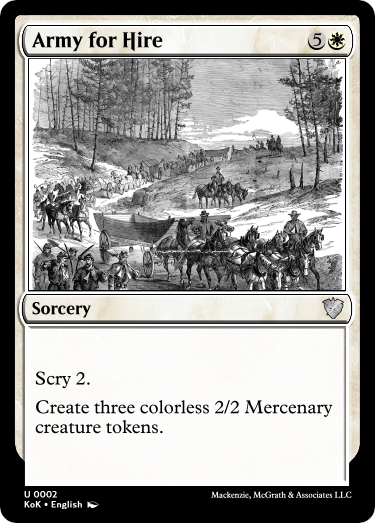 Army for Hire 5
Sorcery
Scry 2.
Create three colorless 2/2 Mercenary
creature tokens.
U 0002
KoK • English Mackenzie, McGrath & Associates LLC